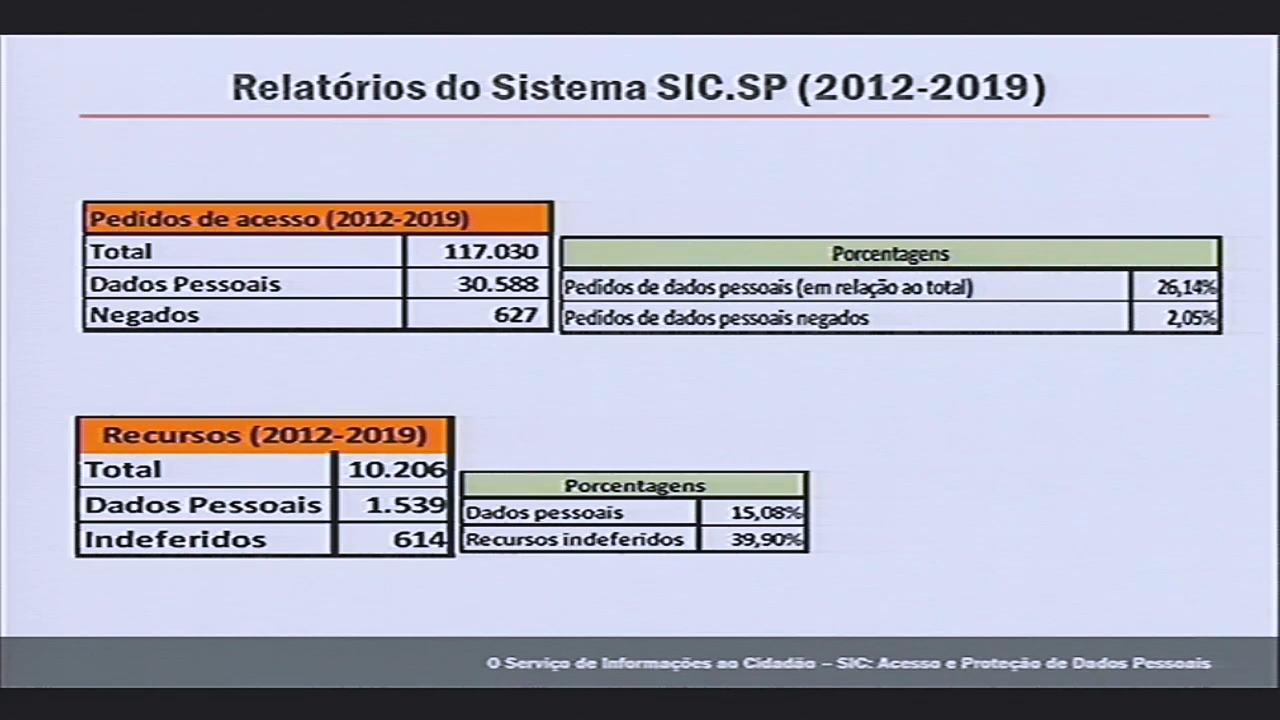 Relatórios do Sistema SIC.SP (2012-2019)
Pedidos de acesso (2012-2019)
Total 117.030
Dados Pessoais 30.588
Negados 627
Porcentagens
Pedidos de dados pessoais (em relação ao total) 26,14%
Pedidos de dados pessoais negados 2,05%
Recursos (2012-2019)
Total 10.206
Dados Pessoais 1.539
Indeferidos 614
Porcentagens
Dados pessoais 15,08%
Recursos indeferidos 39,90%
O Serviço de Informações ao Cidadão – SIC: Acesso e Proteção de Dados Pessoais